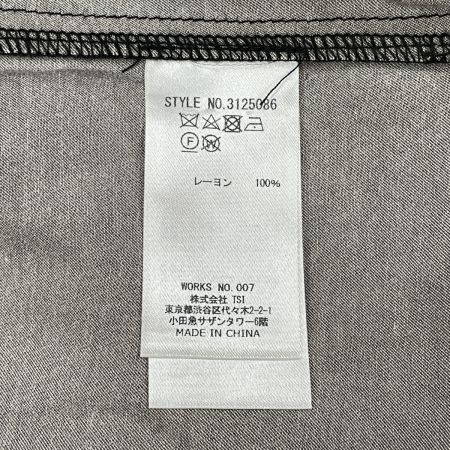 STYLE NO.3125086
F W
レーヨン 100%
WORKS NO.007
株式会社 TSI
東京都渋谷区代々木2-2-1
小田急サザンタワー6階
MADE IN CHINA